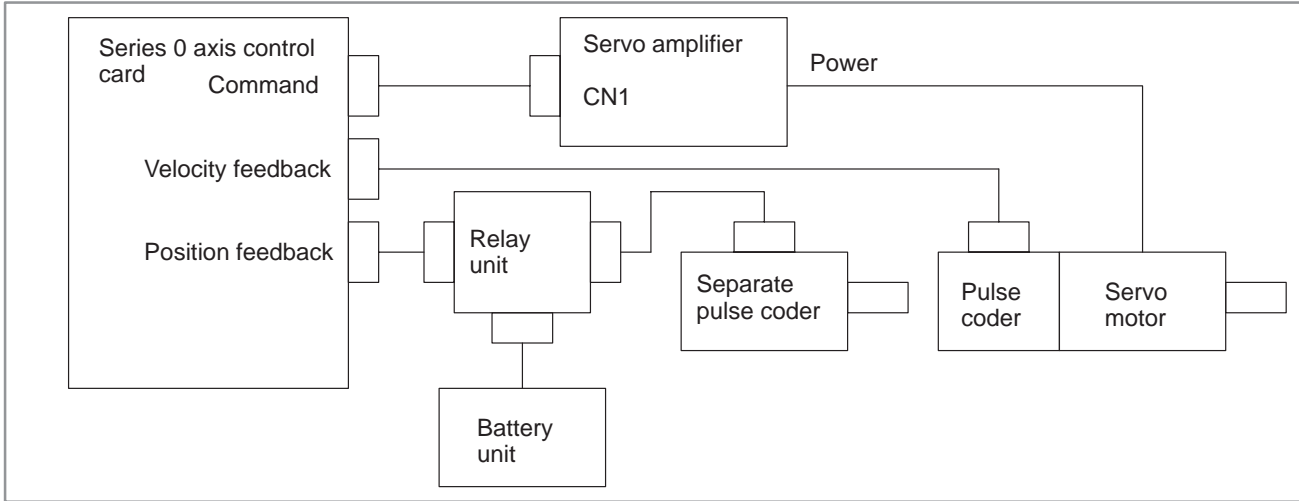 Series 0 axis control
card
Command
Servo amplifier
CN1
Power
Velocity feedback
Position feedback
Relay
unit
Separate
pulse coder
Pulse
coder
Servo
motor
Battery
unit